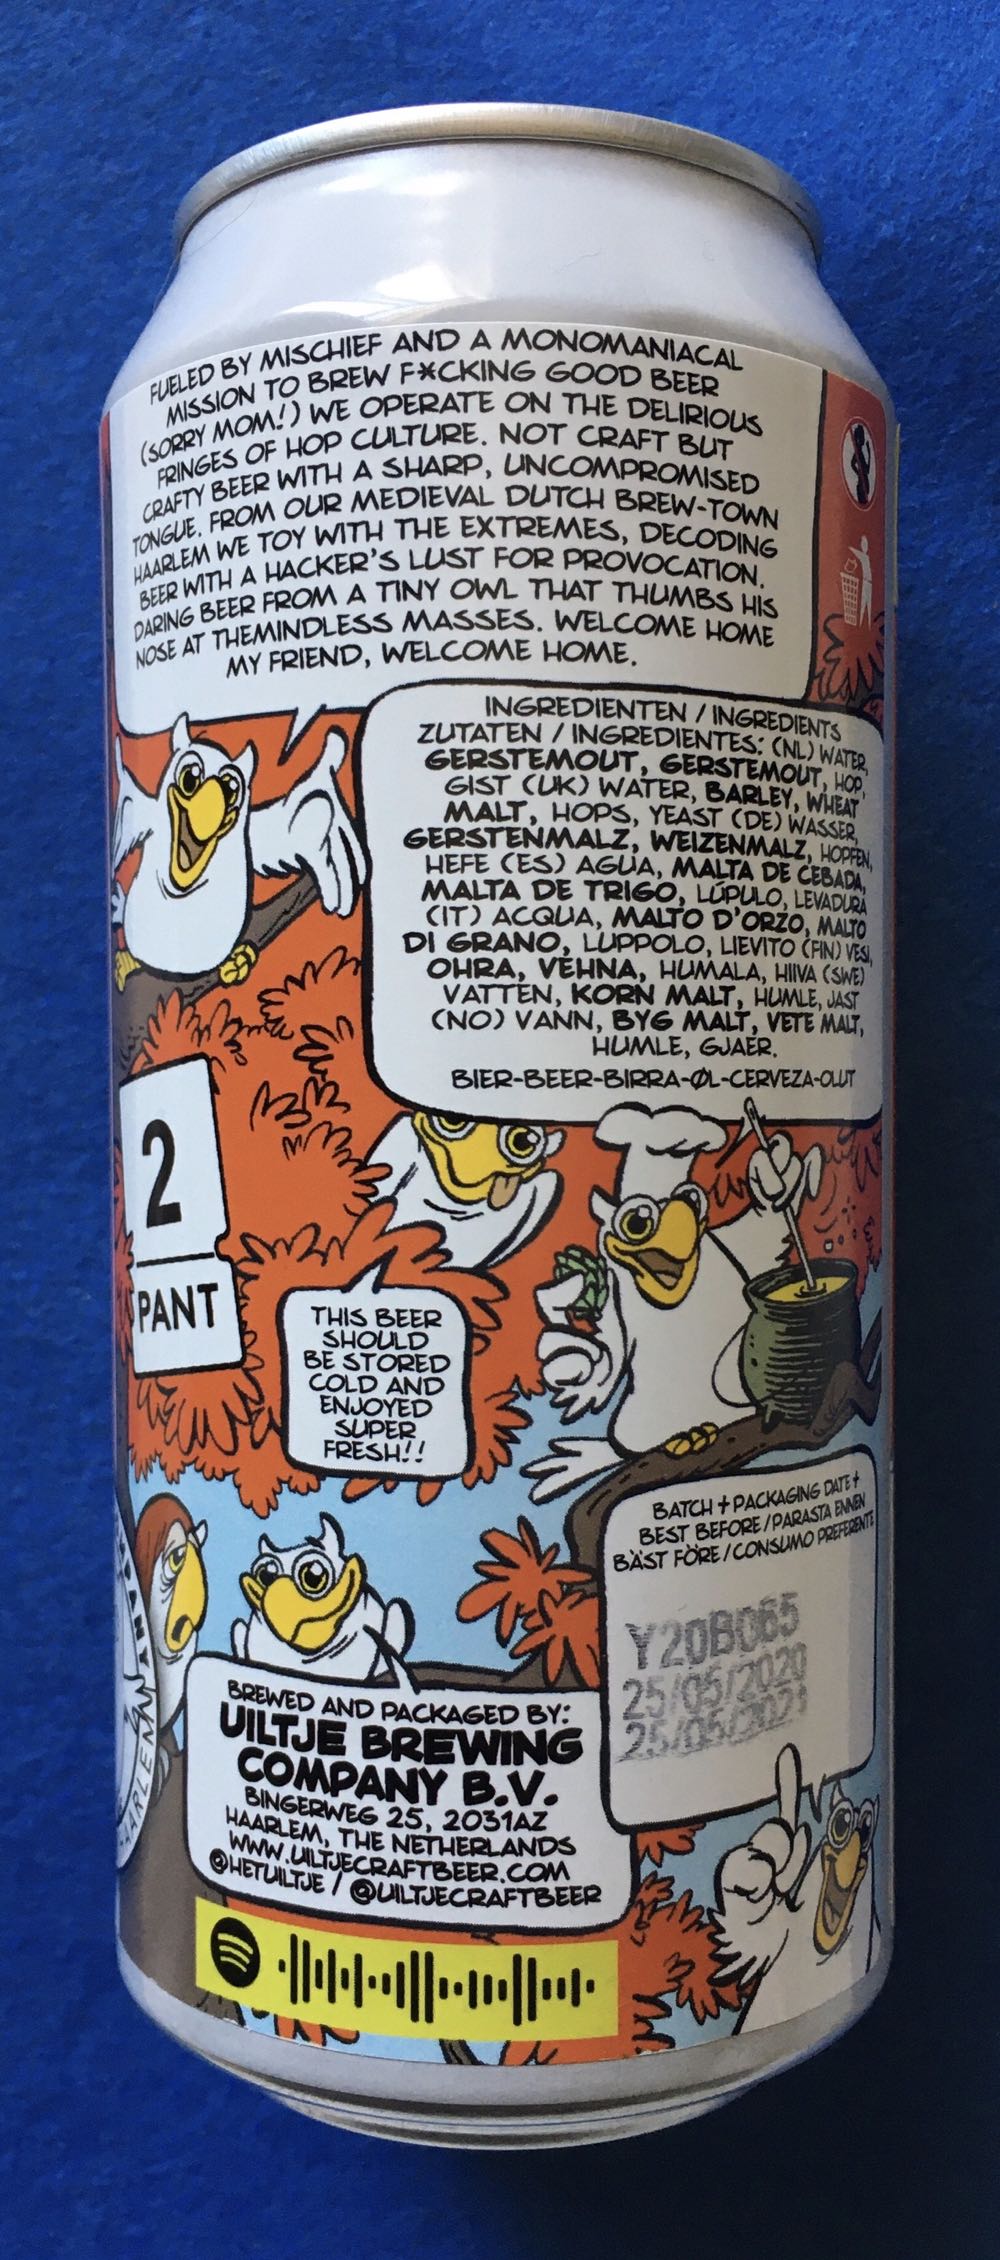 FUELED BY MISCHIEF AND A MONOMANIACAL
MISSION TO BREW F*CKING GOOD BEER
(SORRY MOM!) WE OPERATE ON THE DELIRIOUS
FRINGES OF HOP CULTURE. NOT CRAFT BUT
CRAFTY BEER WITH A SHARP, UNCOMPROMISED
TONGUE. FROM OUR MEDIEVAL DUTCH BREW-TOWN
HAARLEM WE TOY WITH THE EXTREMES, DECODING
BEER WITH A HACKER'S LUST FOR PROVOCATION.
DARING BEER FROM A TINY OWL THAT THUMBS HIS
NOSE AT THEMINDLESS MASSES. WELCOME HOME
MY FRIEND, WELCOME HOME.
INGREDIENTEN / INGREDIENTS
ZUTATEN / INGREDIENTES: (NL) WATER,
GERSTEMOUT, GERSTEMOUT, HOP,
GIST (UK) WATER, BARLEY, WHEAT
MALT, HOPS, YEAST (DE) WASSER,
GERSTENMALZ, WEIZENMALZ, HOPFEN,
HEFE (ES) AGUA, MALTA DE CEBADA,
MALTA DE TRIGO, LÚPULO, LEVADURA
(IT) ACQUA, MALTO D'ORZO, MALTO
DI GRANO, LUPPOLO, LIEVITO (FIN) VESI,
OHRA, VEHNA, HUMALA, HIIVA (SWE)
VATTEN, KORN MALT, HUMLE, JAST
(NO) VANN, BYG MALT, VETE MALT,
HUMLE, GJAER.
BIER-BEER-BIRRA-ØL-CERVEZA-OLUT
2
PANT
THIS BEER
SHOULD
BE STORED
COLD AND
ENJOYED
SUPER
FRESH!!
BATCH + PACKAGING DATE +
BEST BEFORE / PARASTA ENNEN
BÄST FÖRE / CONSUMO PREFERENTE
Y20B065
25/05/2020
25/05/2021
BREWED AND PACKAGED BY:
UILTJE BREWING
COMPANY B.V.
BINGERWEG 25, 2031AZ
HAARLEM, THE NETHERLANDS
WWW.UILTJECRAFTBEER.COM
@HETUILTJE / @UILTJECRAFTBEER
HAARLEM